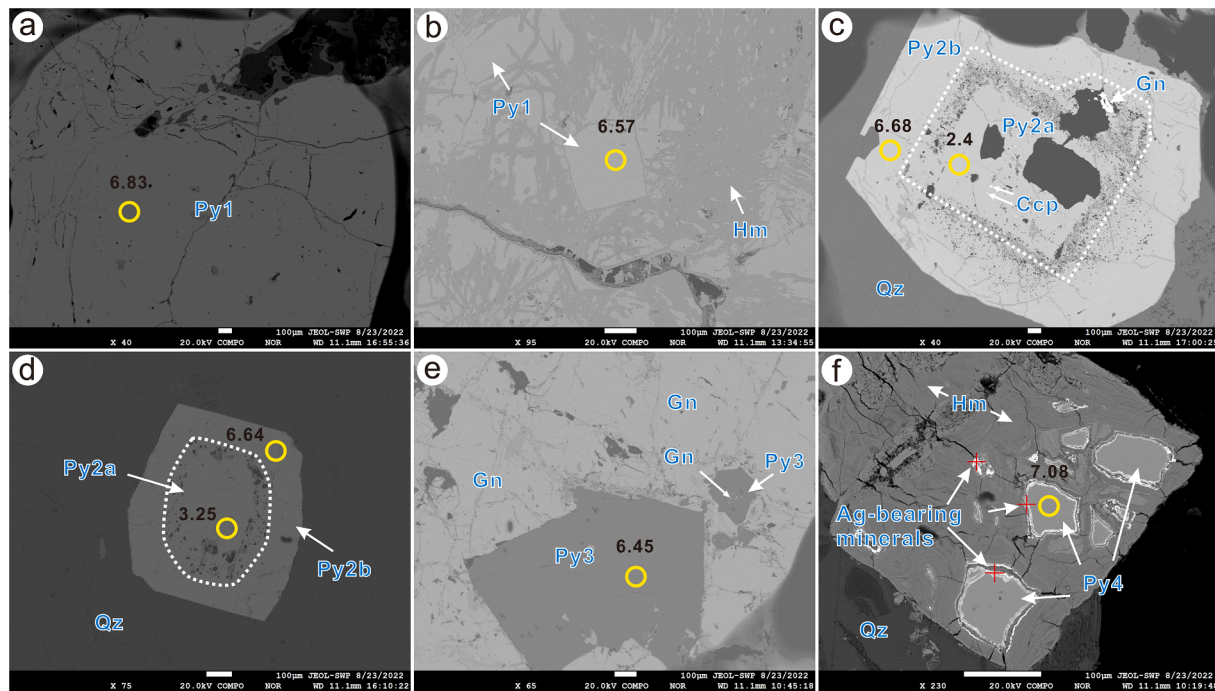 a
6.83
Py1
100μm JEOL-SWP 8/23/2022
X 40 20.0kV COMPO NOR WD 11.1mm 16:55:36
b
Py1
6.57
Hm
100μm JEOL-SWP 8/23/2022
X 95 20.0kV COMPO NOR WD 11.1mm 13:34:55
c
Py2b
Gn
Py2a
6.68
2.4
Ccp
Qz
100μm JEOL-SWP 8/23/2022
X 40 20.0kV COMPO NOR WD 11.1mm 17:00:25
d
6.64
Py2a
3.25
Py2b
Qz
100μm JEOL-SWP 8/23/2022
X 75 20.0kV COMPO NOR WD 11.1mm 16:10:22
e
Gn
Gn
Py3
Gn
6.45
Py3
100μm JEOL-SWP 8/23/2022
X 65 20.0kV COMPO NOR WD 11.1mm 10:45:18
f
Hm
7.08
Ag-bearing
minerals
Py4
Qz
100μm JEOL-SWP 8/23/2022
X 230 20.0kV COMPO NOR WD 11.1mm 10:19:48